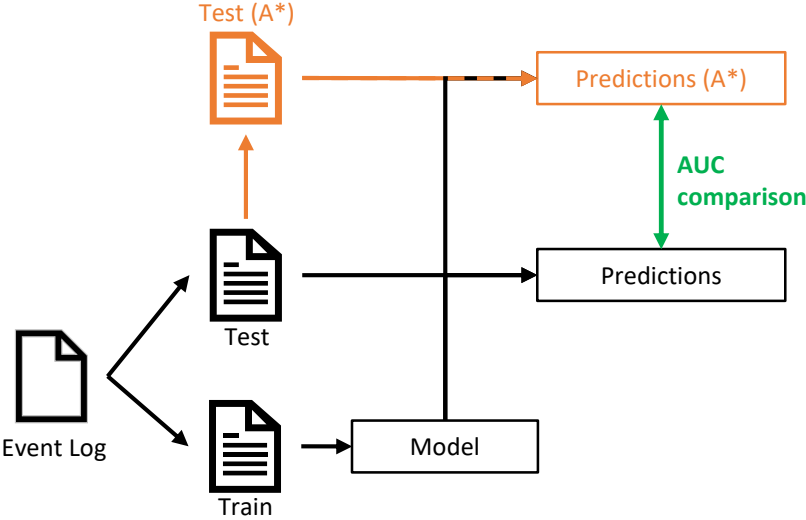 Test (A*)
Predictions (A*)
AUC
comparison
Predictions
Test
Event Log
Model
Train